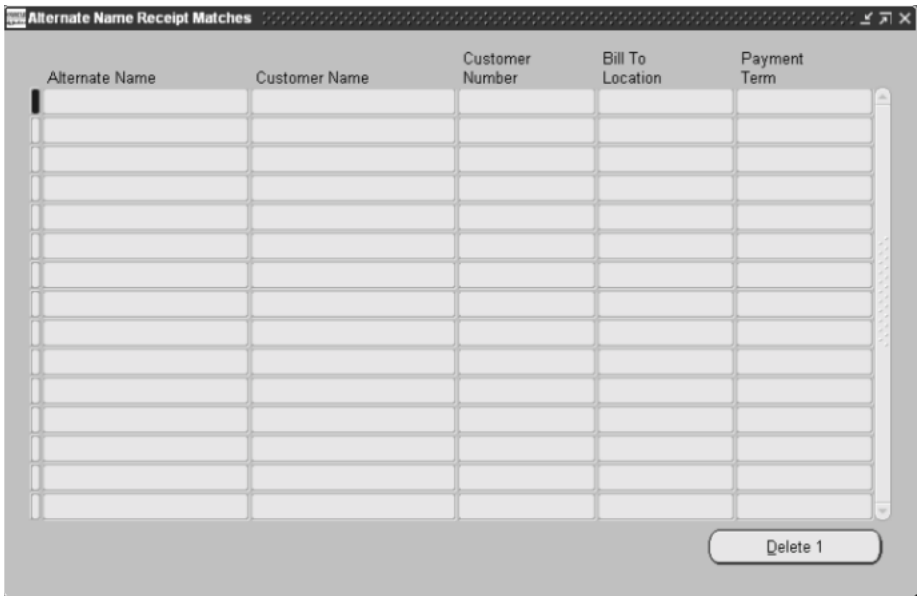 Alternate Name Receipt Matches
Customer Bill To Payment
Alternate Name Customer Name Number Location Term
Delete 1